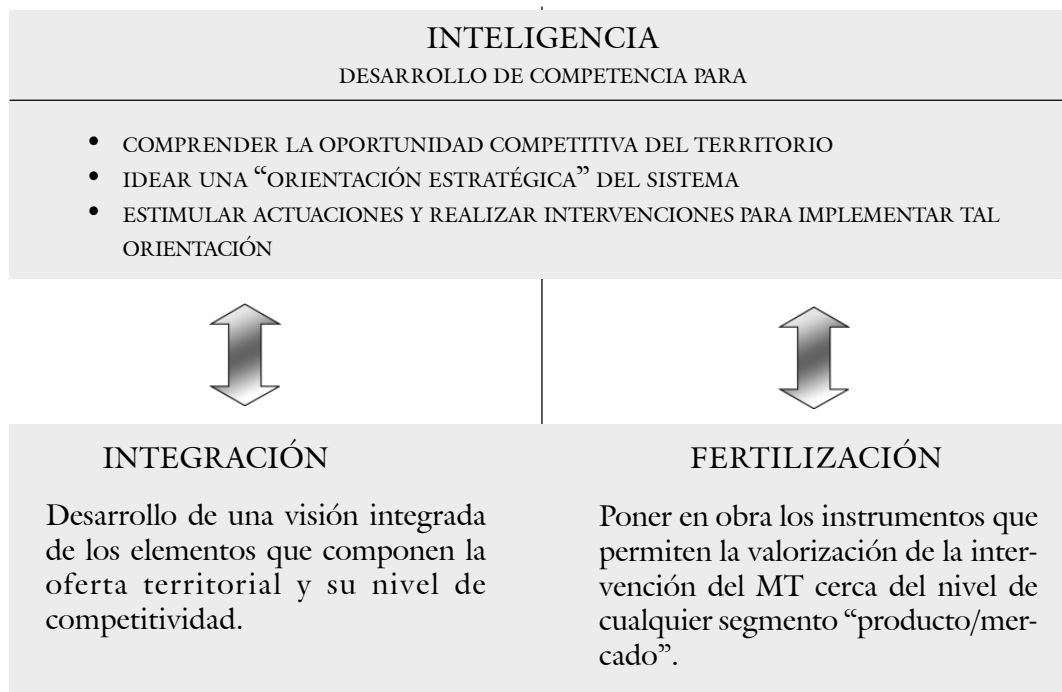 INTELIGENCIA
DESARROLLO DE COMPETENCIA PARA
• COMPRENDER LA OPORTUNIDAD COMPETITIVA DEL TERRITORIO
• IDEAR UNA “ORIENTACIÓN ESTRATÉGICA” DEL SISTEMA
• ESTIMULAR ACTUACIONES Y REALIZAR INTERVENCIONES PARA IMPLEMENTAR TAL
ORIENTACIÓN
INTEGRACIÓN
Desarrollo de una visión integrada
de los elementos que componen la
oferta territorial y su nivel de
competitividad.
FERTILIZACIÓN
Poner en obra los instrumentos que
permiten la valorización de la inter-
vención del MT cerca del nivel de
cualquier segmento “producto/mer-
cado”.